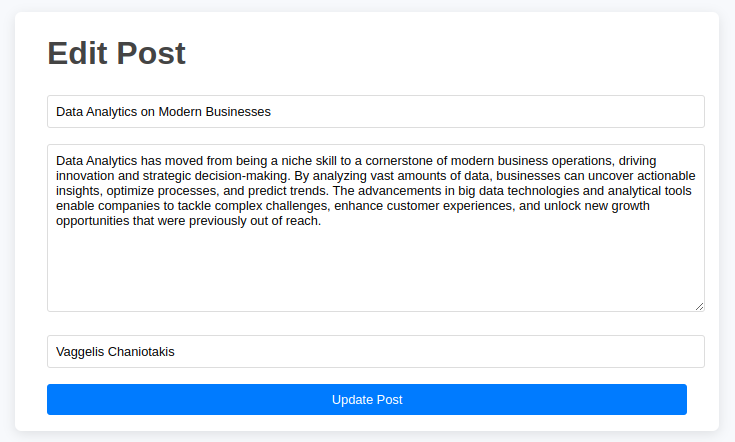 Edit Post
Data Analytics on Modern Businesses
Data Analytics has moved from being a niche skill to a cornerstone of modern business operations, driving
innovation and strategic decision-making. By analyzing vast amounts of data, businesses can uncover actionable
insights, optimize processes, and predict trends. The advancements in big data technologies and analytical tools
enable companies to tackle complex challenges, enhance customer experiences, and unlock new growth
opportunities that were previously out of reach.
Vaggelis Chaniotakis
Update Post